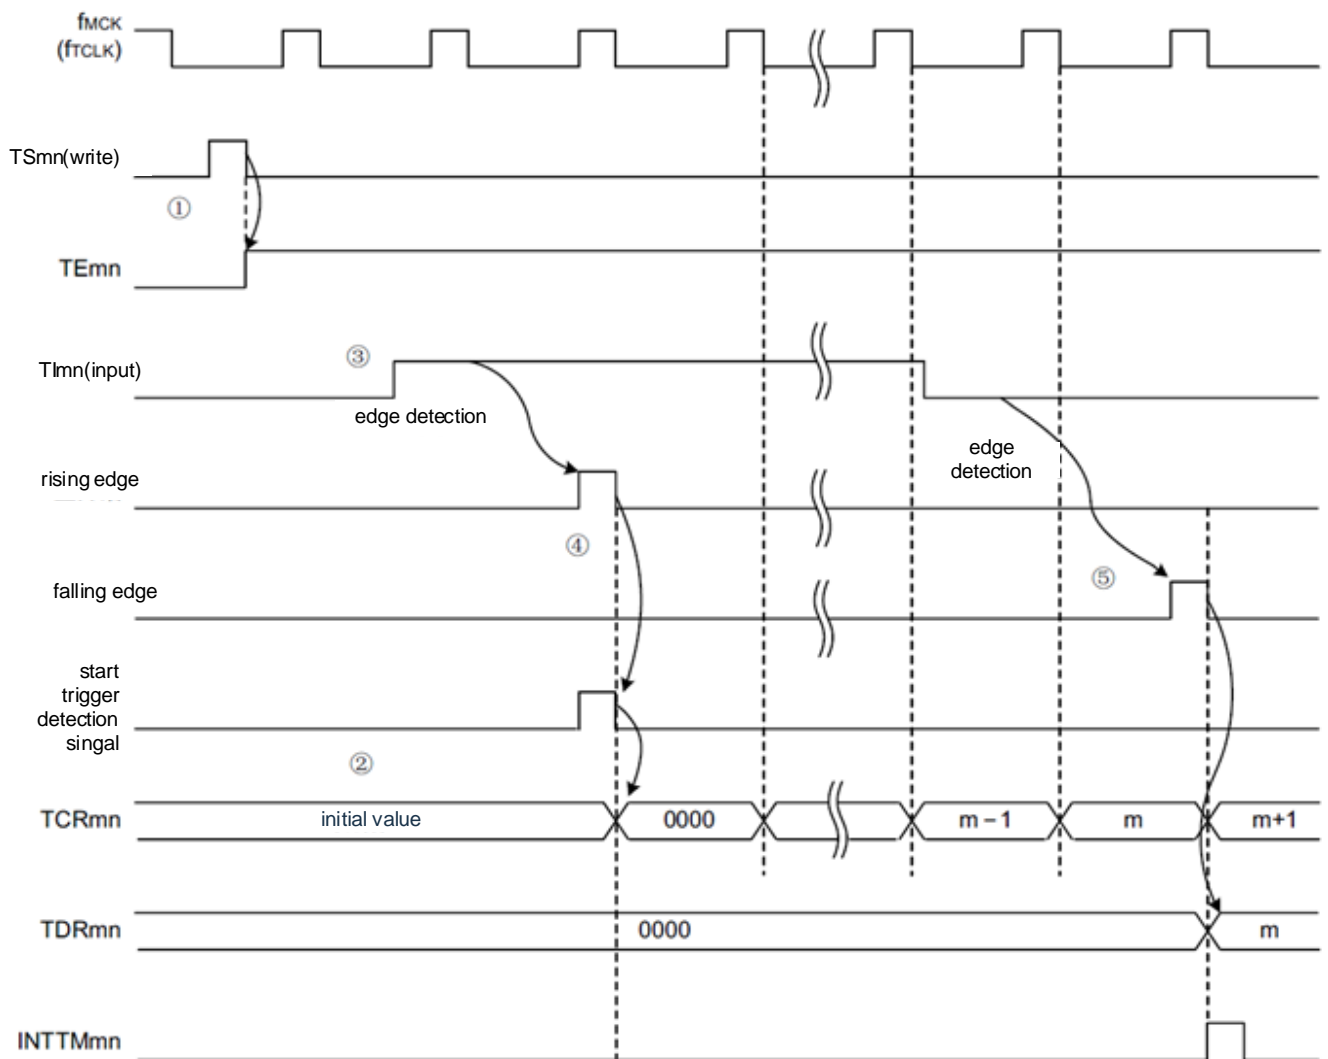 fMCK
(fTCLK)
TSmn(write)
①
TEmn
③
TImn(input)
edge detection
edge
detection
rising edge
④
⑤
falling edge
start
trigger
detection
singal
②
TCRmn
initial value
0000
m – 1
m
m+1
TDRmn
0000
m
INTTMmn